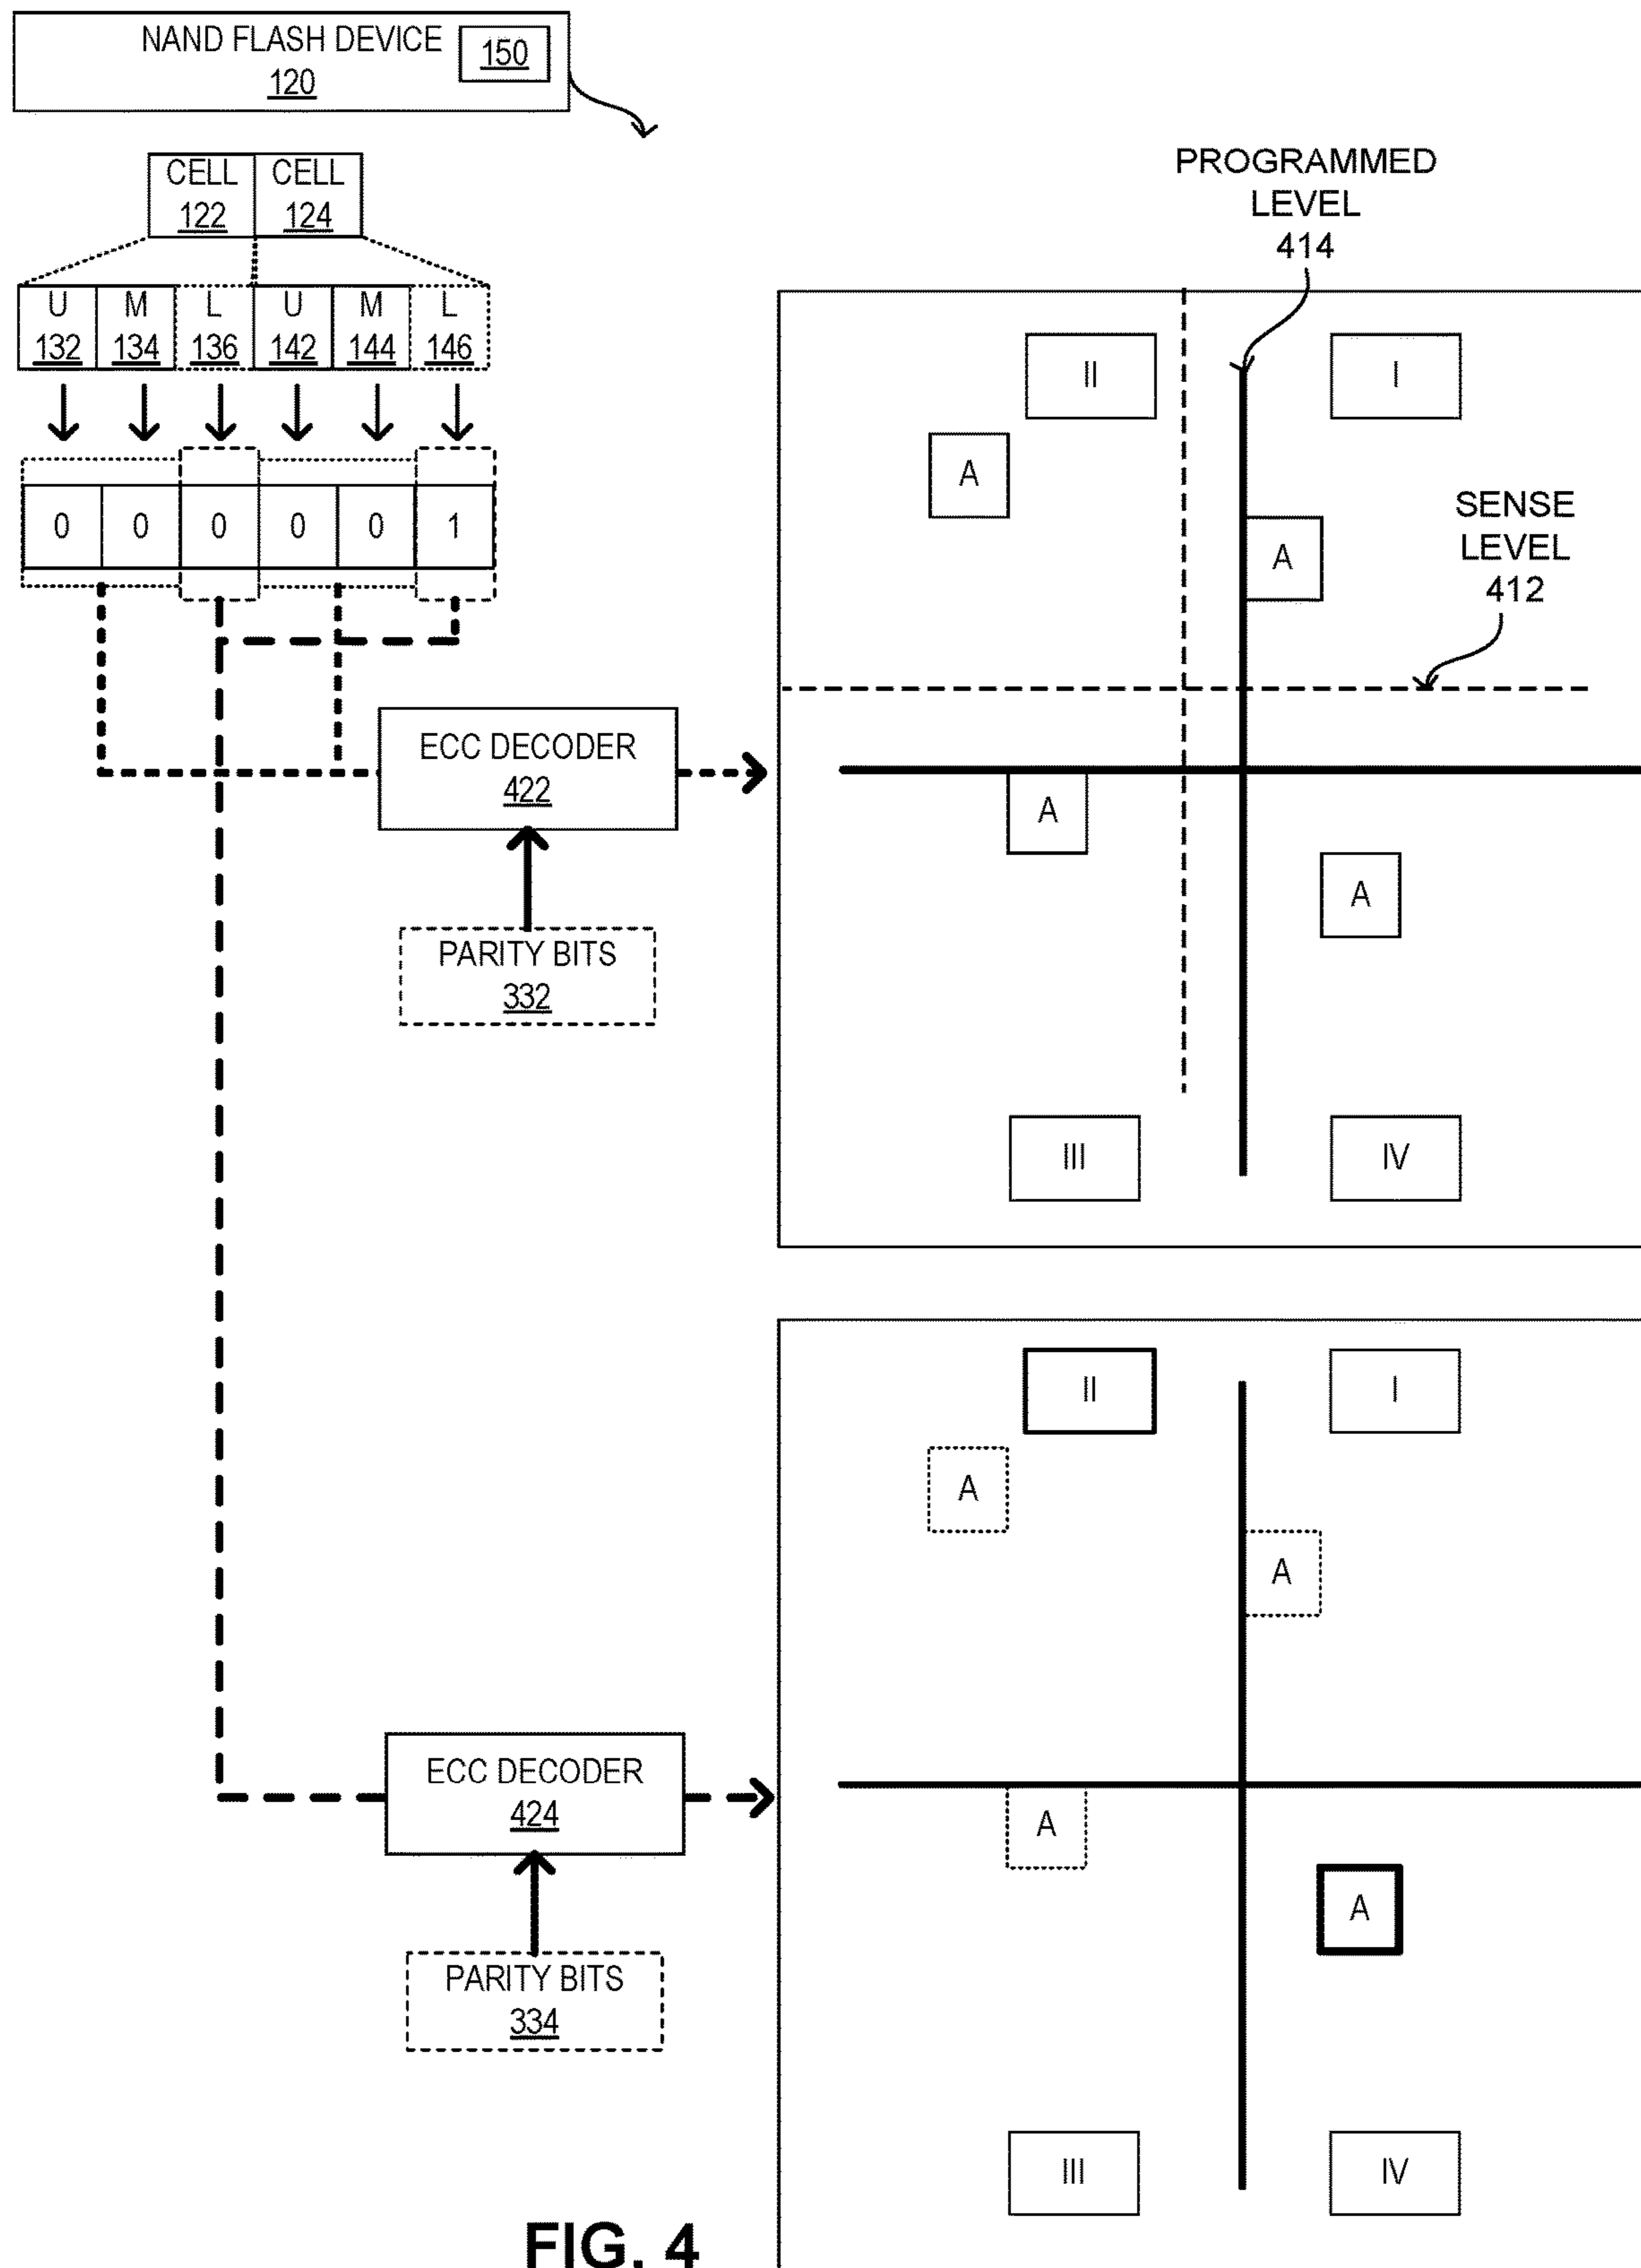 NAND FLASH DEVICE
120
150
CELL CELL
122 124
U M L U M L
132 134 136 142 144 146
0 0 0 0 0 1
ECC DECODER
422
PARITY BITS
332
PROGRAMMED
LEVEL
414
II I
A
A
SENSE
LEVEL
412
A
A
III IV
ECC DECODER
424
PARITY BITS
334
II I
A
A
A
A
III IV
FIG. 4